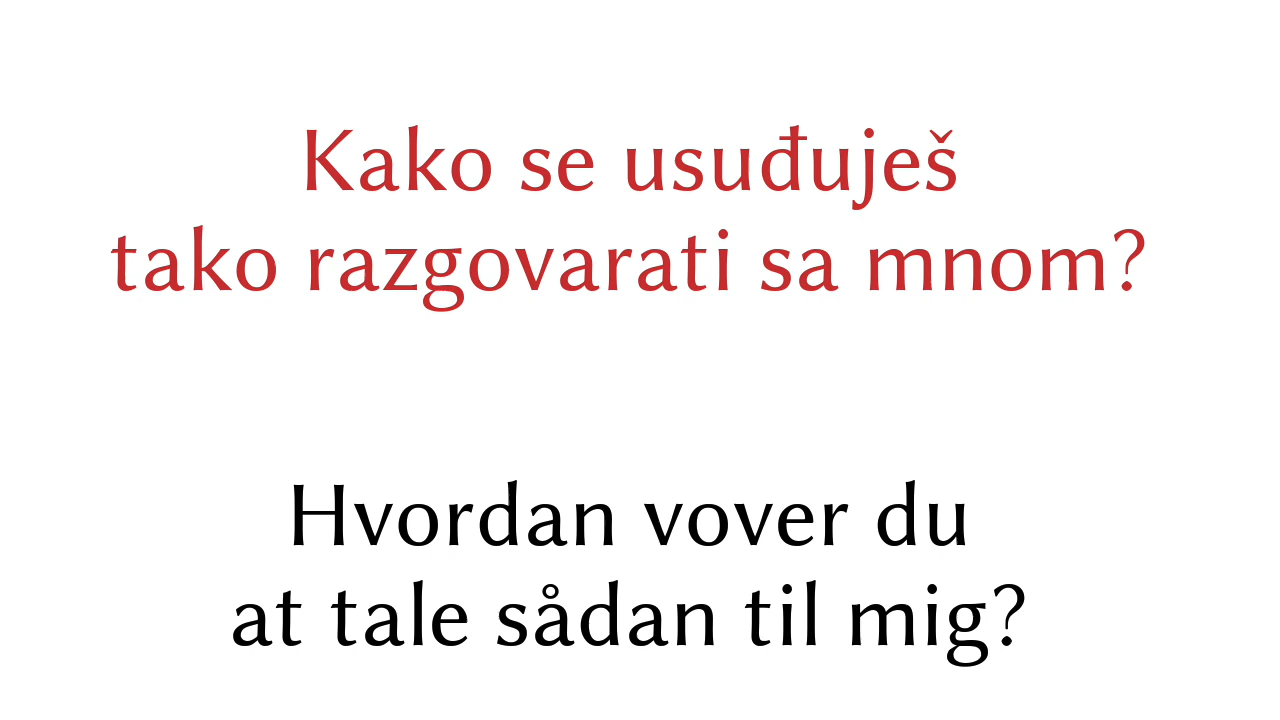 Kako se usuđuješ
tako razgovarati sa mnom?
Hvordan vover du
at tale sådan til mig?